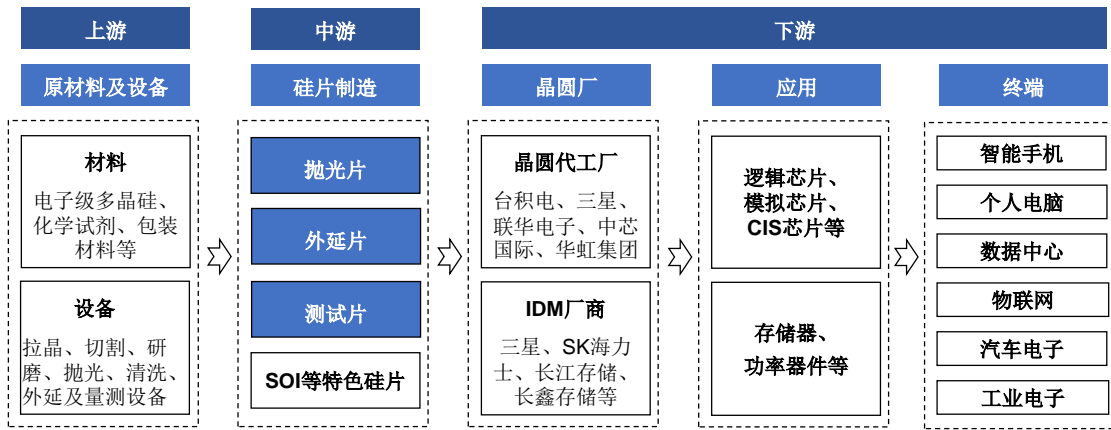 上游
中游
下游
原材料及设备
硅片制造
晶圆厂
应用
终端
材料
电子级多晶硅、
化学试剂、包装
材料等
设备
拉晶、切割、研
磨、抛光、清洗、
外延及量测设备
抛光片
外延片
测试片
SOI等特色硅片
晶圆代工厂
台积电、三星、
联华电子、中芯
国际、华虹集团
IDM厂商
三星、SK海力
士、长江存储、
长鑫存储等
逻辑芯片、
模拟芯片、
CIS芯片等
存储器、
功率器件等
智能手机
个人电脑
数据中心
物联网
汽车电子
工业电子